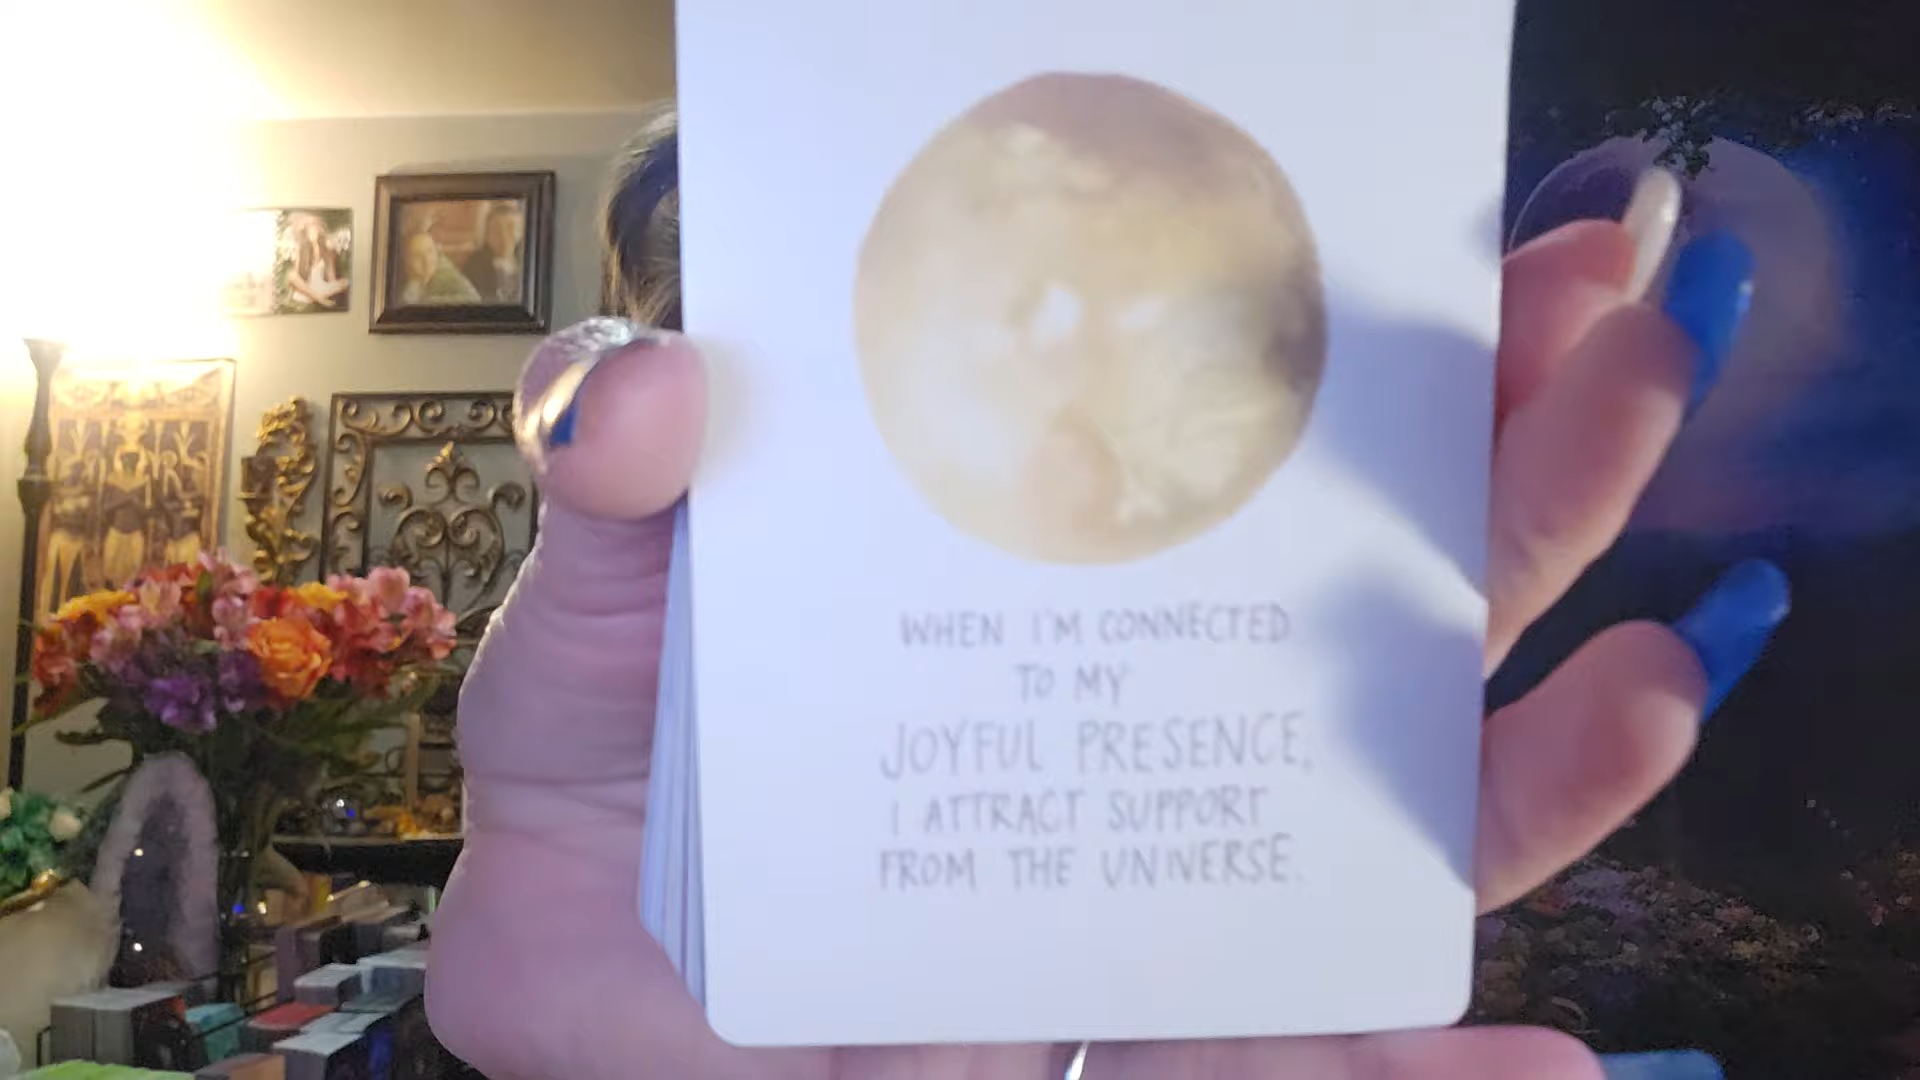 WHEN I'M CONNECTED
TO MY
JOYFUL PRESENCE,
I ATTRACT SUPPORT
FROM THE UNIVERSE.